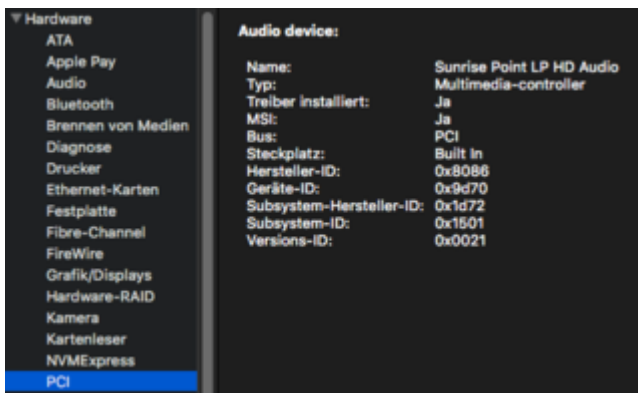 Hardware
ATA
Apple Pay
Audio
Bluetooth
Brennen von Medien
Diagnose
Drucker
Ethernet-Karten
Festplatte
Fibre-Channel
FireWire
Grafik/Displays
Hardware-RAID
Kamera
Kartenleser
NVMExpress
PCI
Audio device:
Name: Sunrise Point LP HD Audio
Typ: Multimedia-controller
Treiber installiert: Ja
MSI: Ja
Bus: PCI
Steckplatz: Built In
Hersteller-ID: 0x8086
Geräte-ID: 0x9d70
Subsystem-Hersteller-ID: 0x1d72
Subsystem-ID: 0x1501
Versions-ID: 0x0021